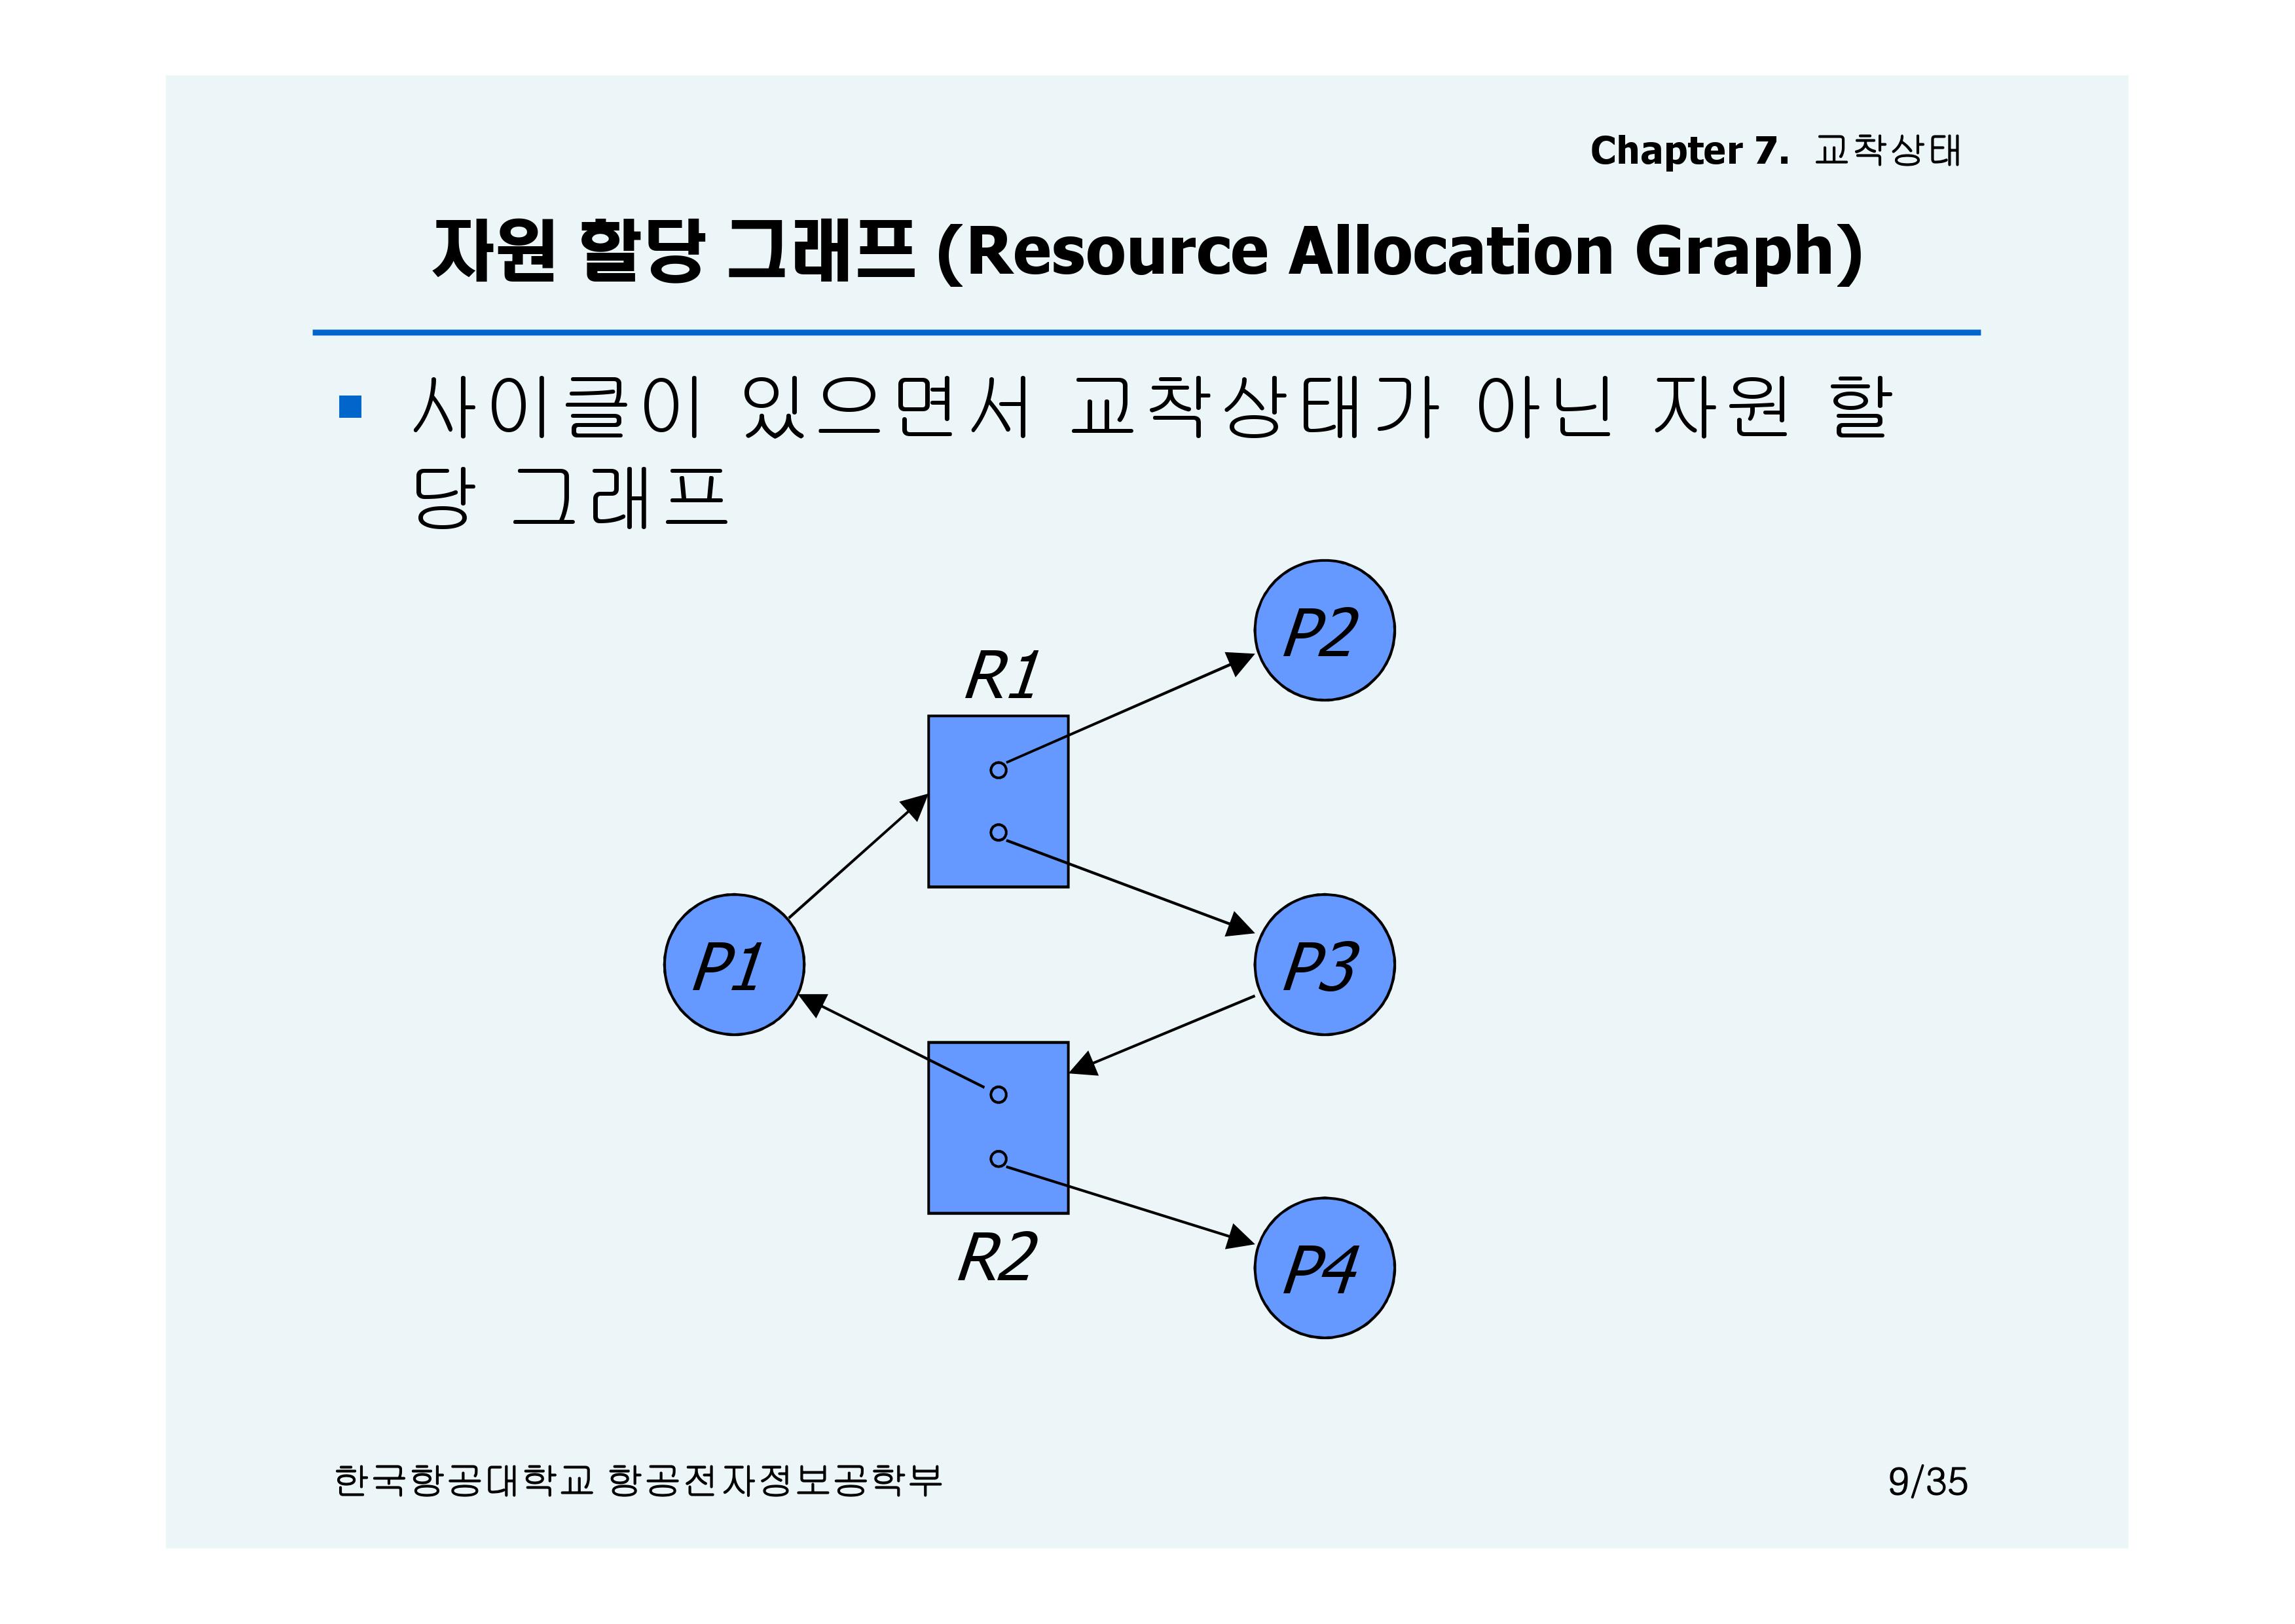 Chapter 7. 교착상태
자원 할당 그래프 (Resource Allocation Graph)
사이클이 있으면서 교착상태가 아닌 자원 할
당 그래프
P2
R1
P1
P3
R2
P4
한국항공대학교 항공전자정보공학부
9/35